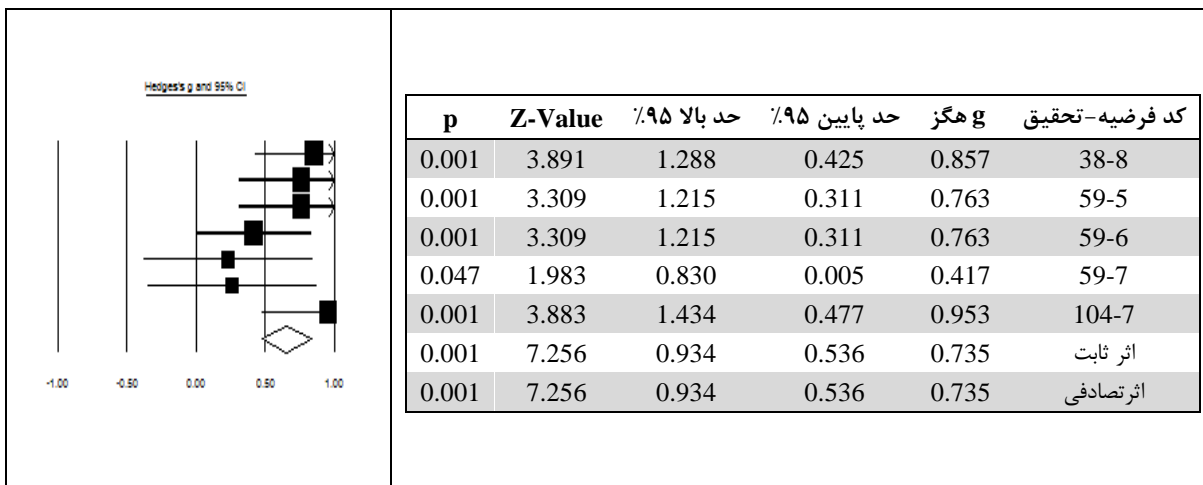 Hedges's g and 95% CI
-1.00 -0.50 0.00 0.50 1.00
کد فرضیه-تحقیق g هگز حد پایین ۹۵٪ حد بالا ۹۵٪ Z-Value p
38-8 0.857 0.425 1.288 3.891 0.001
59-5 0.763 0.311 1.215 3.309 0.001
59-6 0.763 0.311 1.215 3.309 0.001
59-7 0.417 0.005 0.830 1.983 0.047
104-7 0.953 0.477 1.434 3.883 0.001
اثر ثابت 0.735 0.536 0.934 7.256 0.001
اثرتصادفی 0.735 0.536 0.934 7.256 0.001